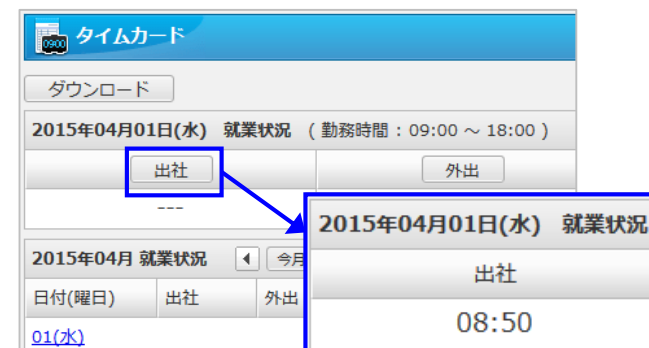 0900 タイムカード
ダウンロード
2015年04月01日(水) 就業状況 ( 勤務時間 : 09:00 ～ 18:00 )
出社 外出
---
2015年04月 就業状況 今月
日付(曜日) 出社 外出
01(水)
2015年04月01日(水) 就業状況
出社
08:50